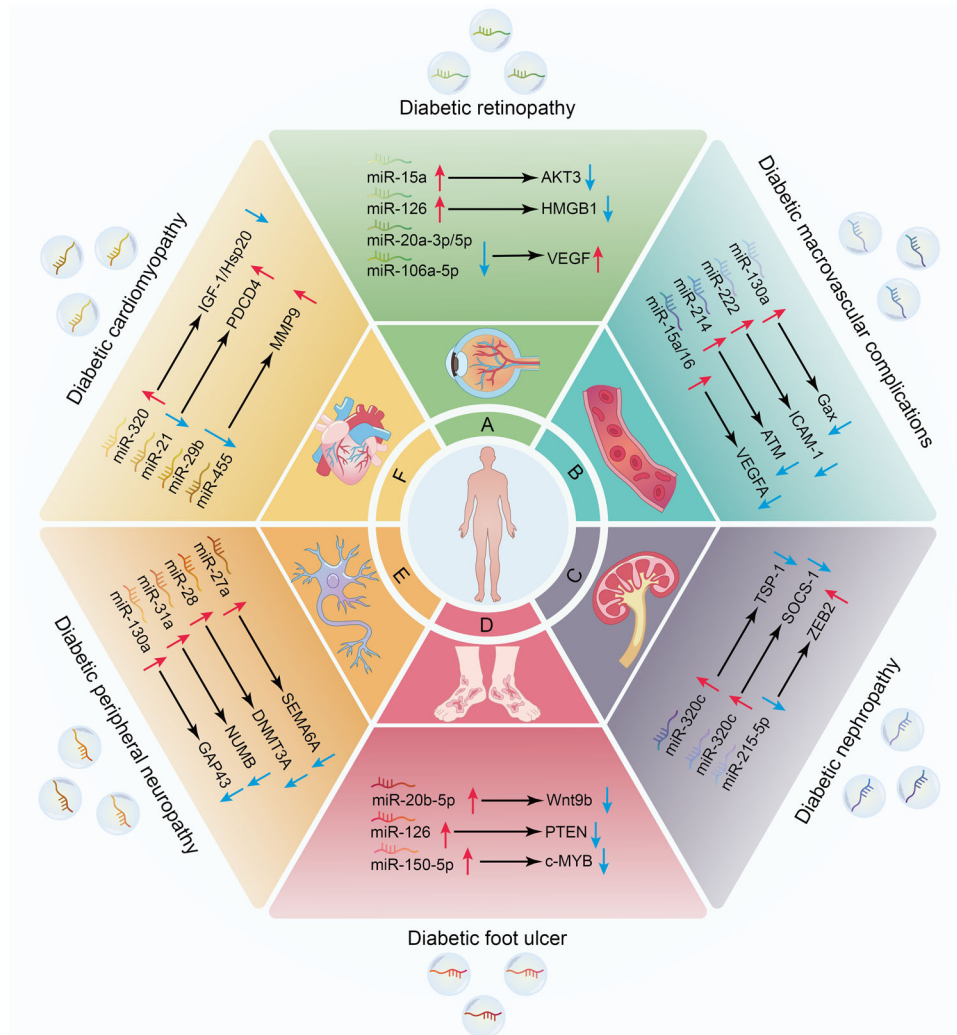 Diabetic retinopathy
miR-15a
AKT3
miR-126
HMGB1
miR-20a-3p/5p
miR-106a-5p
VEGF
A
Diabetic macrovascular complications
miR-130a
Gax
miR-222
ICAM-1
miR-214
ATM
miR-15a/16
VEGFA
B
Diabetic nephropathy
miR-320c
TSP-1
miR-320c
SOCS-1
miR-215-5p
ZEB2
C
D
miR-20b-5p
Wnt9b
miR-126
PTEN
miR-150-5p
c-MYB
Diabetic foot ulcer
Diabetic peripheral neuropathy
miR-130a
GAP43
miR-31a
NUMB
miR-28
DNMT3A
miR-27a
SEMA6A
E
Diabetic cardiomyopathy
miR-320
IGF-1/Hsp20
miR-21
PDCD4
miR-29b
miR-455
MMP9
F